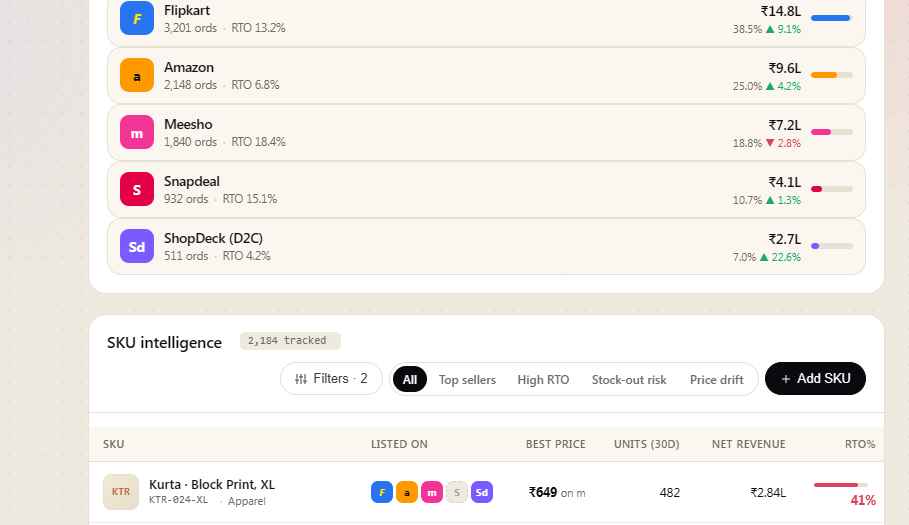 F Flipkart ₹14.8L
3,201 ords · RTO 13.2% 38.5% ▲ 9.1%
a Amazon ₹9.6L
2,148 ords · RTO 6.8% 25.0% ▲ 4.2%
m Meesho ₹7.2L
1,840 ords · RTO 18.4% 18.8% ▼ 2.8%
S Snapdeal ₹4.1L
932 ords · RTO 15.1% 10.7% ▲ 1.3%
Sd ShopDeck (D2C) ₹2.7L
511 ords · RTO 4.2% 7.0% ▲ 22.6%
SKU intelligence 2,184 tracked
Filters · 2 All Top sellers High RTO Stock-out risk Price drift + Add SKU
SKU LISTED ON BEST PRICE UNITS (30D) NET REVENUE RTO%
KTR Kurta · Block Print, XL F a m S Sd ₹649 on m 482 ₹2.84L
KTR-024-XL · Apparel 41%